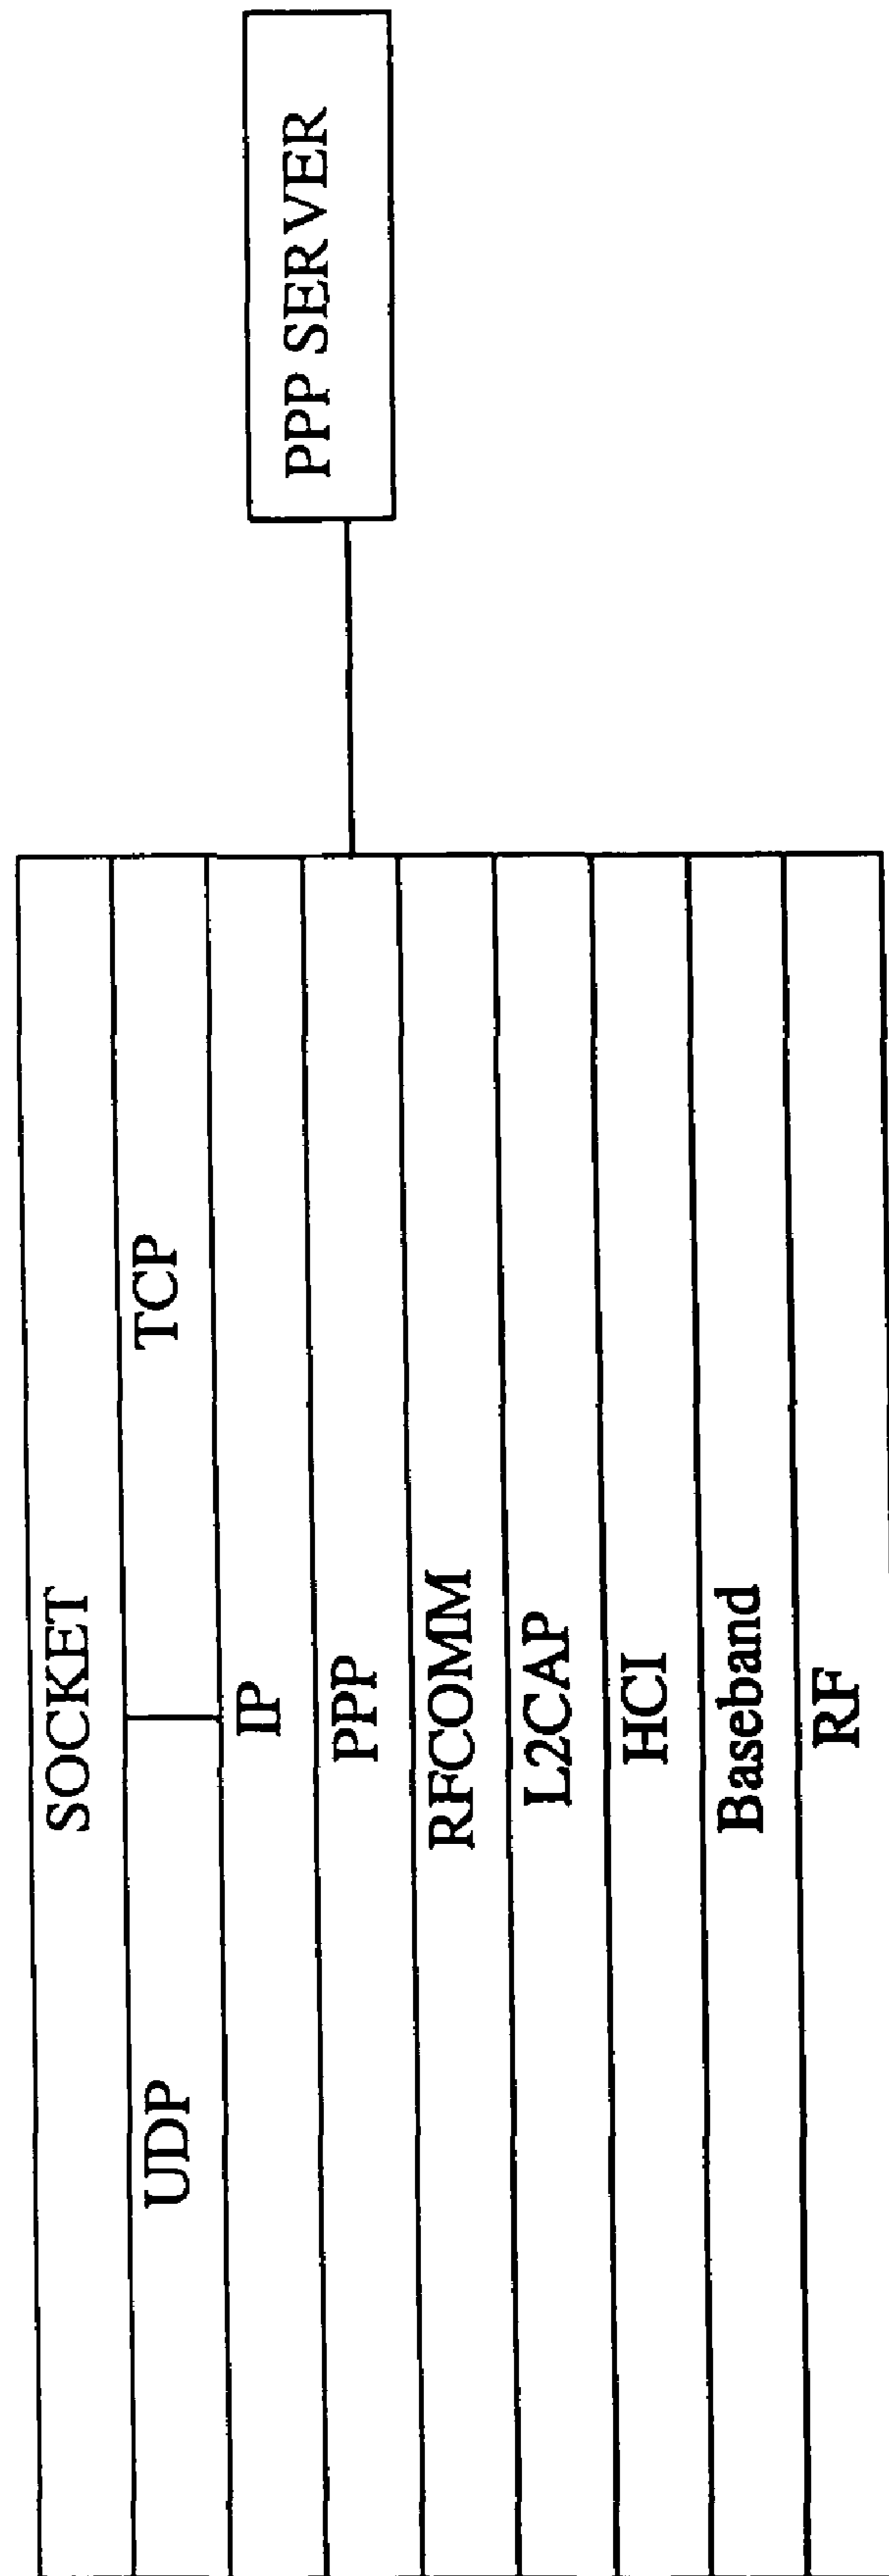 SOCKET
UDP TCP
IP
PPP
PPP SERVER
RFCOMM
L2CAP
HCI
Baseband
RF